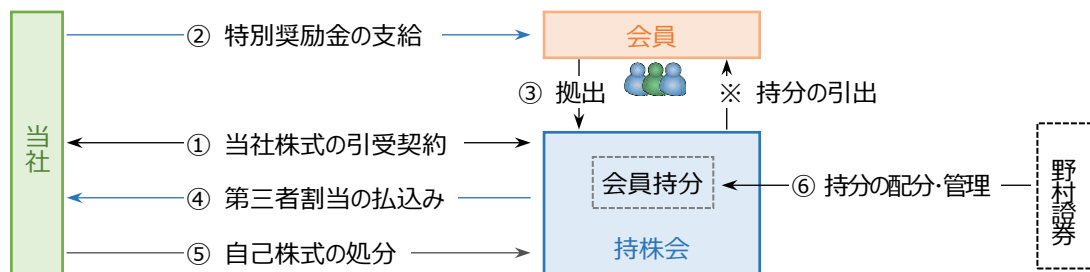 ② 特別奨励金の支給
会員
③ 拠出
※ 持分の引出
当社
① 当社株式の引受契約
会員持分
⑥ 持分の配分・管理
野村證券
④ 第三者割当の払込み
⑤ 自己株式の処分
持株会